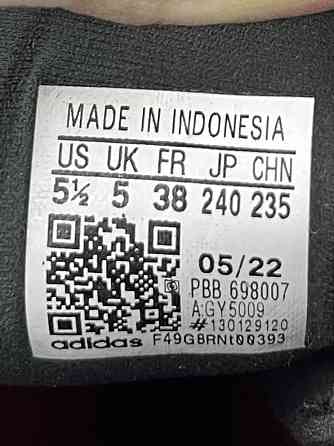 MADE IN INDONESIA
US UK FR JP CHN
5½ 5 38 240 235
05/22
PBB 698007
A:GY5009
#130129120
adidas F49G8RNt00393